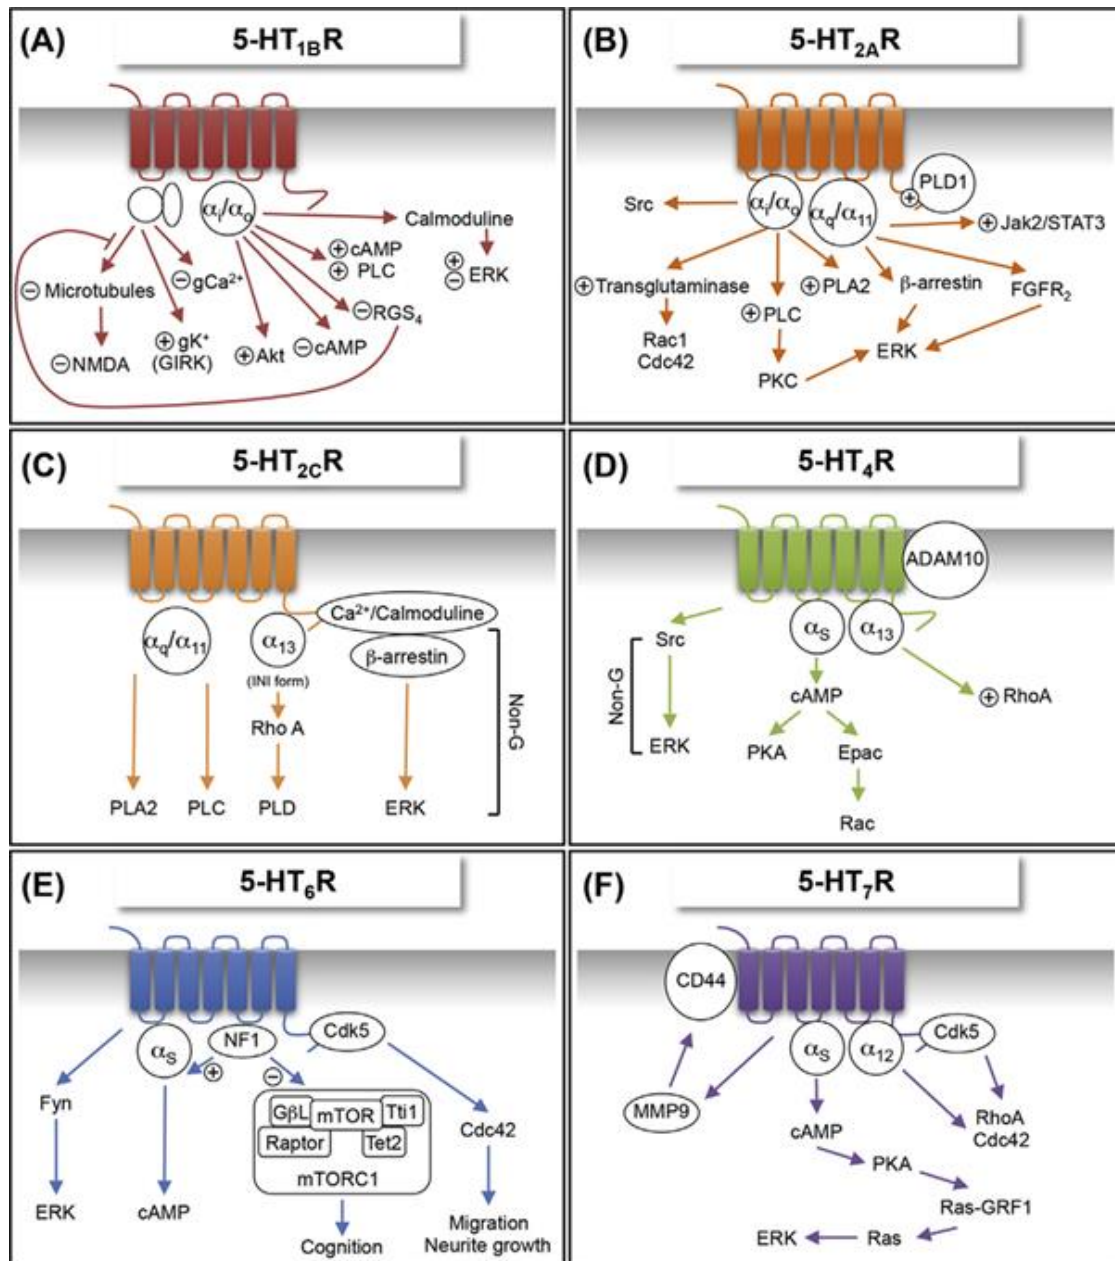 (A)
5-HT1BR
αi/αo
Calmoduline
⊕cAMP
⊕ PLC
⊕
⊖ ERK
⊖gCa2+
⊖ Microtubules
⊖RGS4
⊕ gK+
(GIRK)
⊖NMDA
⊕Akt
⊖cAMP
(B)
5-HT2AR
PLD1
⊕
Src
αi/αo
αq/α11
⊕Jak2/STAT3
⊕Transglutaminase
⊕PLA2
β-arrestin
FGFR2
⊕PLC
Rac1
Cdc42
ERK
PKC
(C)
5-HT2CR
Ca2+/Calmoduline
αq/α11
α13
β-arrestin
(INI form)
Rho A
Non-G
PLA2
PLC
PLD
ERK
(D)
5-HT4R
ADAM10
αS
α13
Src
Non-G
cAMP
⊕RhoA
ERK
PKA
Epac
Rac
(E)
5-HT6R
αS
NF1
Cdk5
⊕
⊖
Fyn
GβL
mTOR
Tti1
Raptor
Tet2
mTORC1
Cdc42
ERK
cAMP
Cognition
Migration
Neurite growth
(F)
5-HT7R
CD44
αS
α12
Cdk5
MMP9
cAMP
RhoA
Cdc42
PKA
Ras-GRF1
ERK
Ras